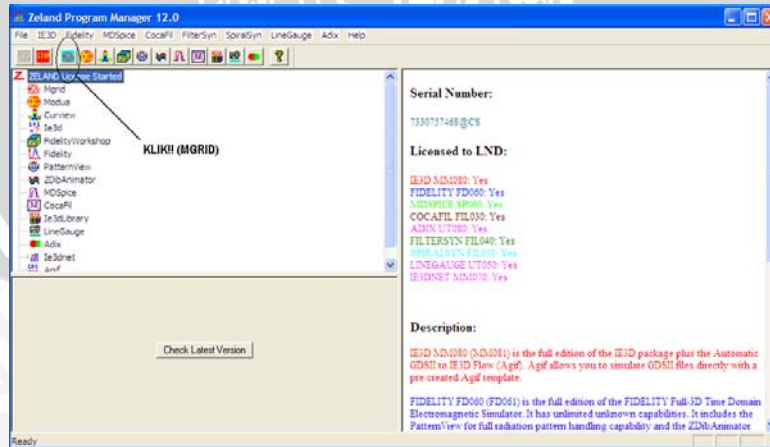 Zeland Program Manager 12.0
File IE3D Fidelity MDSpice CocaFil FilterSyn SpiralSyn LineGauge Adix Help
ZELAND License Started
Mgrid
Modua
Curview
Ie3d
FidelityWorkshop
Fidelity
PatternView
ZDibAnimator
MDSpice
CocaFil
Ie3dLibrary
LineGauge
Adix
Ie3dnet
Agif
KLIK!! (MGRID)
Check Latest Version
Serial Number:
Licensed to LND:
IE3D MM080: Yes
FIDELITY FD060: Yes
MDSPICE SP060: Yes
COCAFIL FIL030: Yes
ADIX UT080: Yes
FILTERSYN FIL040: Yes
LINEGAUGE UT050: Yes
IE3DNET MM070: Yes
Description:
IE3D MM080 (MM081) is the full edition of the IE3D package plus the Automatic
GDSII to IE3D Flow (Agif). Agif allows you to simulate GDSII files directly with a
pre-created Agif template.
FIDELITY FD060 (FD061) is the full edition of the FIDELITY Full-3D Time Domain
Electromagnetic Simulator. It has unlimited unknown capabilities. It includes the
PatternView for full radiation pattern handling capability and the ZDibAnimator
Ready